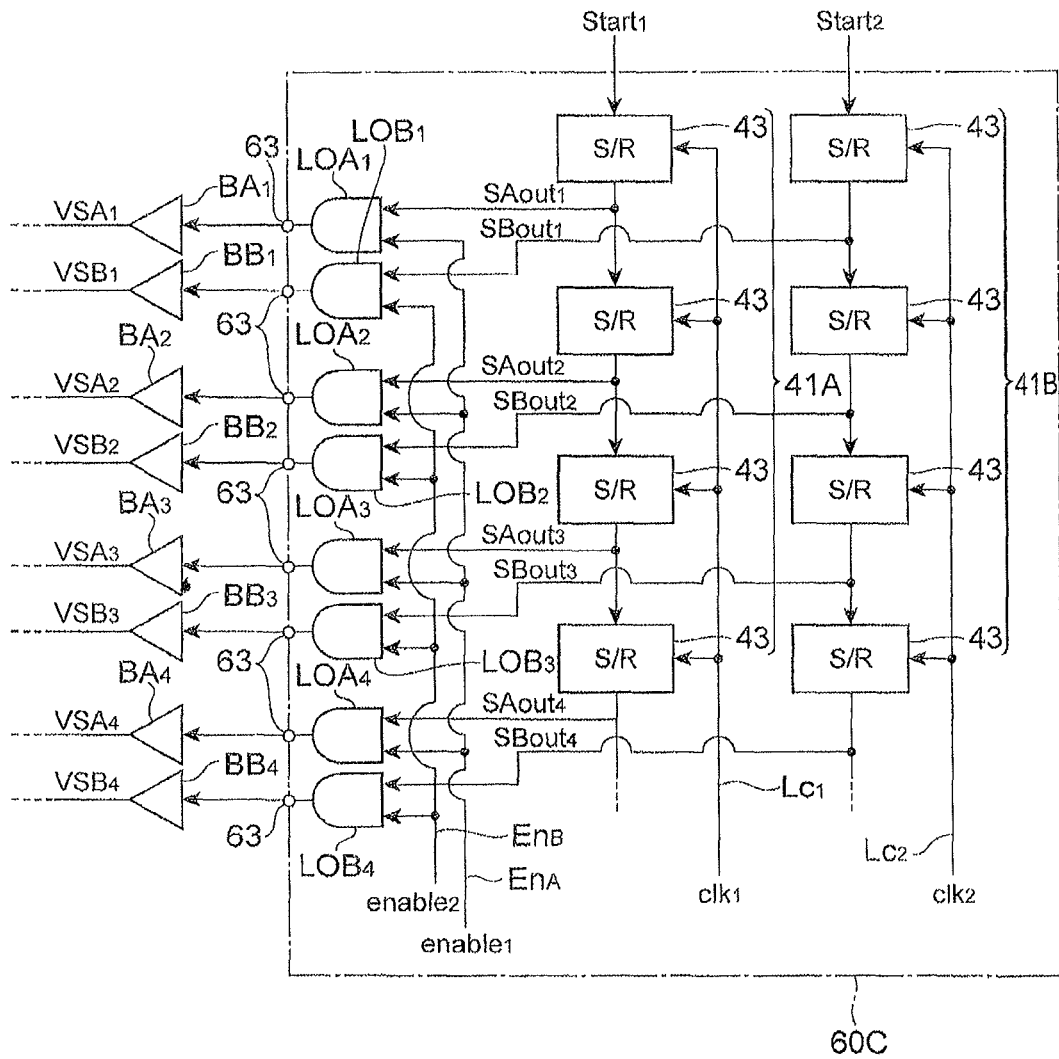 Start1 Start2
LOB1
63 LOA1 43 43
BA1 S/R S/R
VSA1 SAout1
SBout1
BB1
VSB1
63 43 43
LOA2 S/R S/R
BA2
VSA2 SAout2 41A 41B
SBout2
BB2
VSB2
63 LOB2 43 43
LOA3 S/R S/R
BA3
VSA3 SAout3
SBout3
BB3
VSB3
63 LOB3 43 43
LOA4 S/R S/R
BA4
VSA4 SAout4
SBout4
BB4
VSB4 Lc1
63 EnB
LOB4 Lc2
EnA
enable2 clk1 clk2
enable1
60C